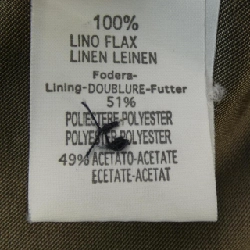 100%
LINO FLAX
LINEN LEINEN
Fodera-
Lining-DOUBLURE-Futter
51%
POLIESTERE-POLYESTER
POLYESTER-POLYESTER
49% ACETATO-ACETATE
ECETATE-ACETAT